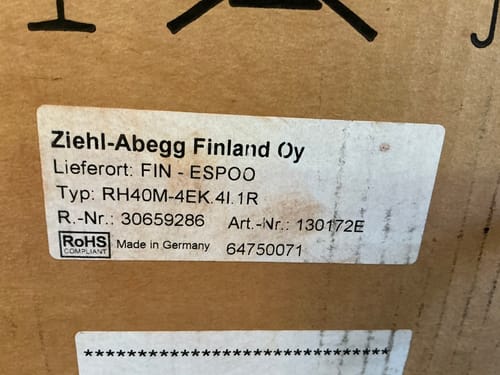 Ziehl-Abegg Finland Oy
Lieferort: FIN - ESPOO
Typ: RH40M-4EK.4I.1R
R.-Nr.: 30659286 Art.-Nr.: 130172E
RoHS COMPLIANT Made in Germany 64750071
*******************************